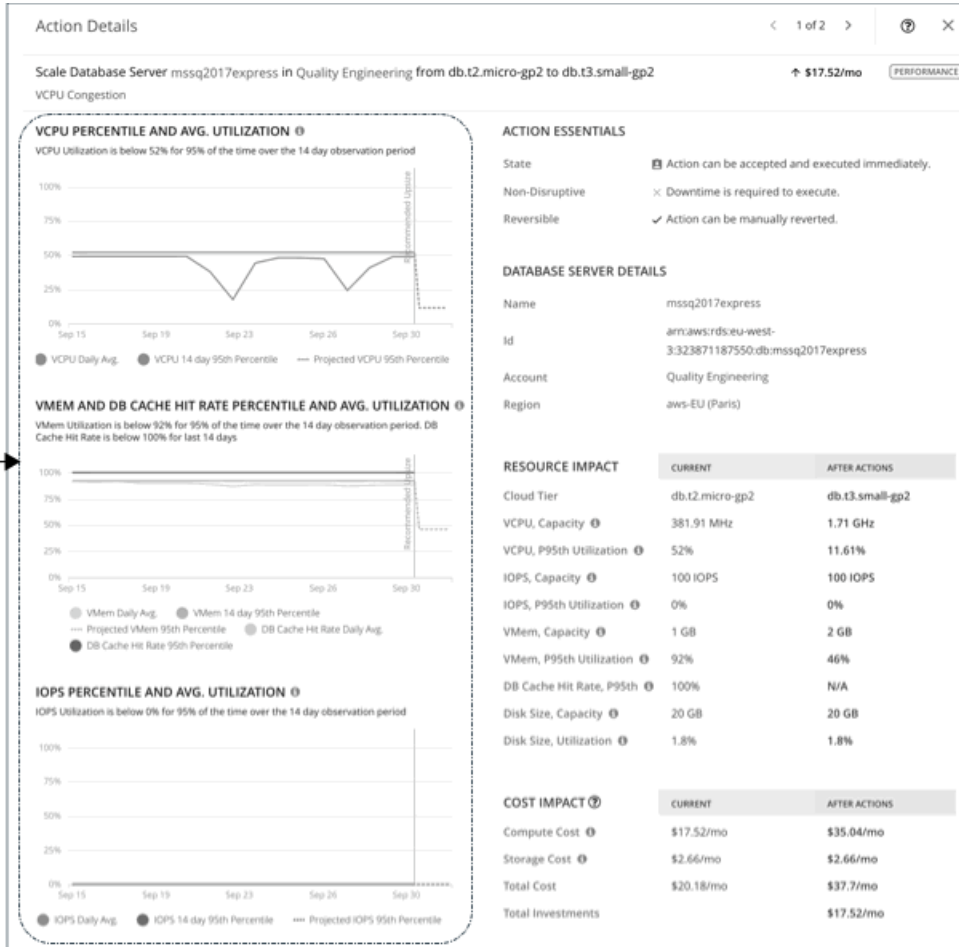 Action Details
1 of 2
Scale Database Server mssq2017express in Quality Engineering from db.t2.micro-gp2 to db.t3.small-gp2
↑ $17.52/mo
PERFORMANCE
VCPU Congestion
VCPU PERCENTILE AND AVG. UTILIZATION
VCPU Utilization is below 52% for 95% of the time over the 14 day observation period
100%
75%
50%
25%
0%
Recommended Upsize
Sep 15 Sep 19 Sep 23 Sep 26 Sep 30
VCPU Daily Avg. VCPU 14 day 95th Percentile Projected VCPU 95th Percentile
VMEM AND DB CACHE HIT RATE PERCENTILE AND AVG. UTILIZATION
VMem Utilization is below 92% for 95% of the time over the 14 day observation period. DB
Cache Hit Rate is below 100% for last 14 days
100%
75%
50%
25%
0%
Recommended Upsize
Sep 15 Sep 19 Sep 23 Sep 26 Sep 30
VMem Daily Avg. VMem 14 day 95th Percentile
Projected VMem 95th Percentile DB Cache Hit Rate Daily Avg.
DB Cache Hit Rate 95th Percentile
IOPS PERCENTILE AND AVG. UTILIZATION
IOPS Utilization is below 0% for 95% of the time over the 14 day observation period
100%
75%
50%
25%
0%
Sep 15 Sep 19 Sep 23 Sep 26 Sep 30
IOPS Daily Avg. IOPS 14 day 95th Percentile Projected IOPS 95th Percentile
ACTION ESSENTIALS
State Action can be accepted and executed immediately.
Non-Disruptive Downtime is required to execute.
Reversible Action can be manually reverted.
DATABASE SERVER DETAILS
Name mssq2017express
Id arn:aws:rds:eu-west-
3:323871187550:db:mssq2017express
Account Quality Engineering
Region aws-EU (Paris)
RESOURCE IMPACT CURRENT AFTER ACTIONS
Cloud Tier db.t2.micro-gp2 db.t3.small-gp2
VCPU, Capacity 381.91 MHz 1.71 GHz
VCPU, P95th Utilization 52% 11.61%
IOPS, Capacity 100 IOPS 100 IOPS
IOPS, P95th Utilization 0% 0%
VMem, Capacity 1 GB 2 GB
VMem, P95th Utilization 92% 46%
DB Cache Hit Rate, P95th 100% N/A
Disk Size, Capacity 20 GB 20 GB
Disk Size, Utilization 1.8% 1.8%
COST IMPACT CURRENT AFTER ACTIONS
Compute Cost $17.52/mo $35.04/mo
Storage Cost $2.66/mo $2.66/mo
Total Cost $20.18/mo $37.7/mo
Total Investments $17.52/mo